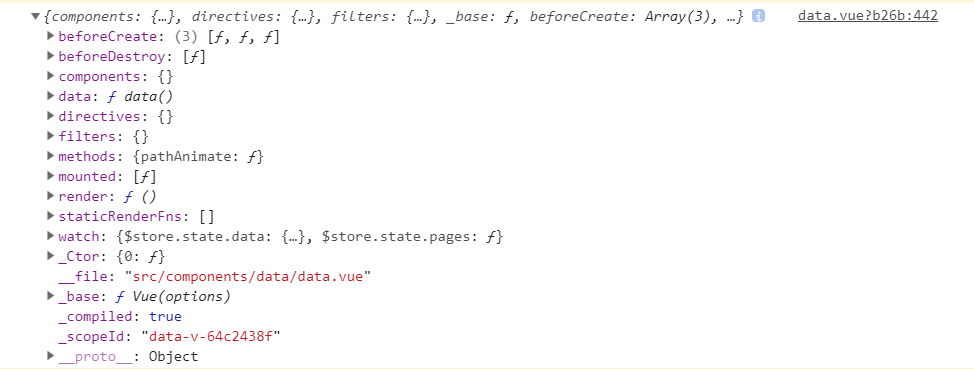 ▼{components: {…}, directives: {…}, filters: {…}, _base: ƒ, beforeCreate: Array(3), …} i data.vue?b26b:442
▶beforeCreate: (3) [ƒ, ƒ, ƒ]
▶beforeDestroy: [ƒ]
▶components: {}
▶data: ƒ data()
▶directives: {}
▶filters: {}
▶methods: {pathAnimate: ƒ}
▶mounted: [ƒ]
▶render: ƒ ()
▶staticRenderFns: []
▶watch: {$store.state.data: {…}, $store.state.pages: ƒ}
▶_Ctor: {0: ƒ}
__file: "src/components/data/data.vue"
▶_base: ƒ Vue(options)
_compiled: true
_scopeId: "data-v-64c2438f"
▶__proto__: Object